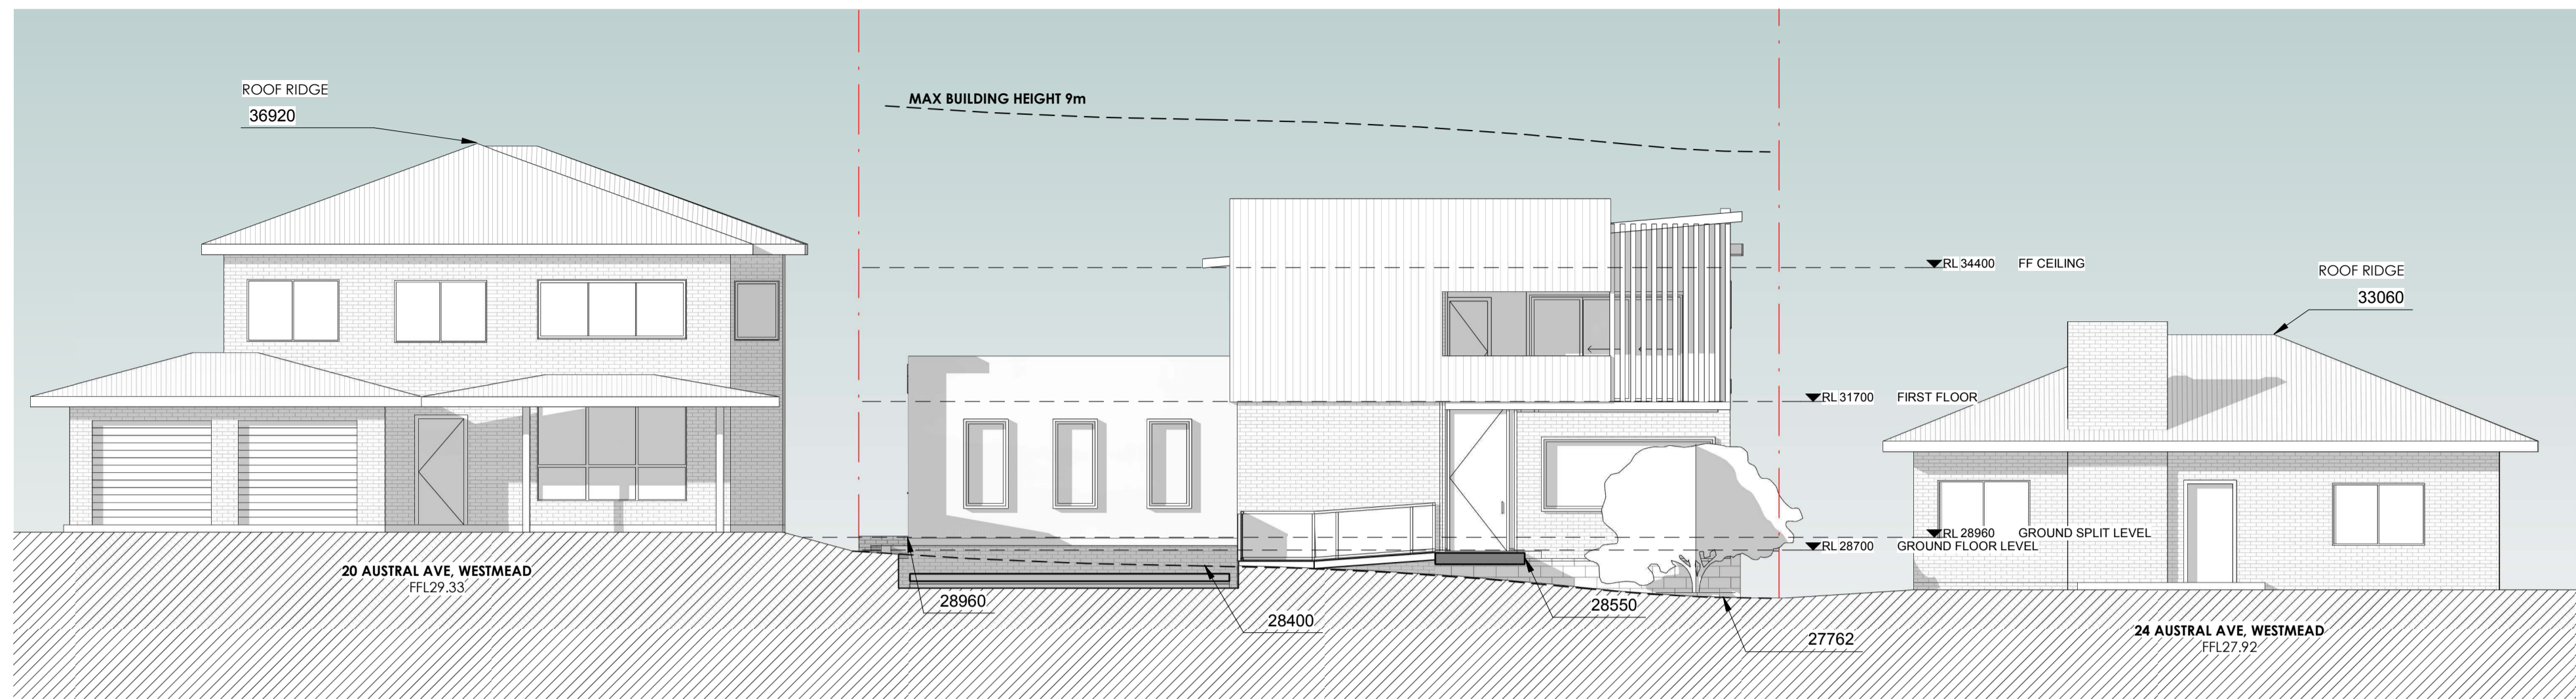 ROOF RIDGE
36920
MAX BUILDING HEIGHT 9m
RL 34400 FF CEILING
ROOF RIDGE
33060
RL 31700 FIRST FLOOR
RL 28960 GROUND SPLIT LEVEL
RL 28700 GROUND FLOOR LEVEL
20 AUSTRAL AVE, WESTMEAD
FFL29.33
28960
28400
28550
27762
24 AUSTRAL AVE, WESTMEAD
FFL27.92